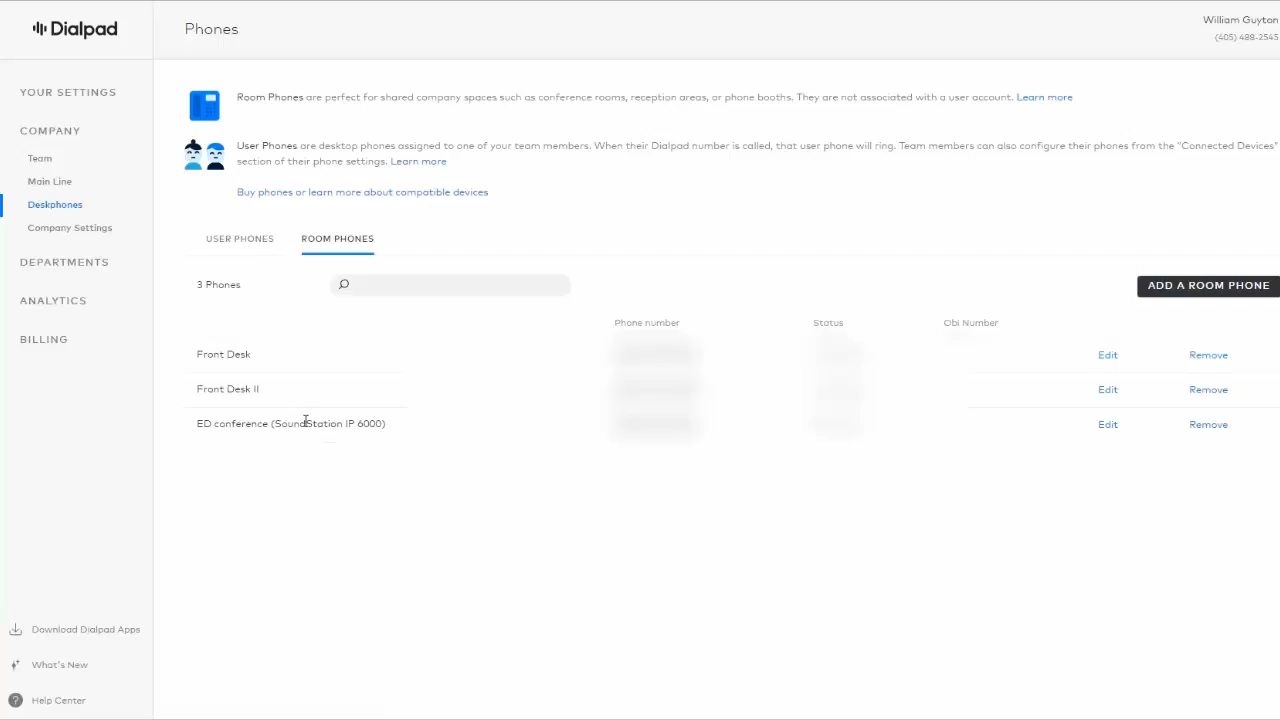 Dialpad
Phones
William Guyton
(405) 488-2545
YOUR SETTINGS
COMPANY
Team
Main Line
Deskphones
Company Settings
DEPARTMENTS
ANALYTICS
BILLING
Download Dialpad Apps
What's New
Help Center
Room Phones are perfect for shared company spaces such as conference rooms, reception areas, or phone booths. They are not associated with a user account. Learn more
User Phones are desktop phones assigned to one of your team members. When their Dialpad number is called, that user phone will ring. Team members can also configure their phones from the "Connected Devices"
section of their phone settings. Learn more
Buy phones or learn more about compatible devices
USER PHONES ROOM PHONES
3 Phones
ADD A ROOM PHONE
Phone number Status Obi Number
Front Desk Edit Remove
Front Desk II Edit Remove
ED conference (SoundStation IP 6000) Edit Remove